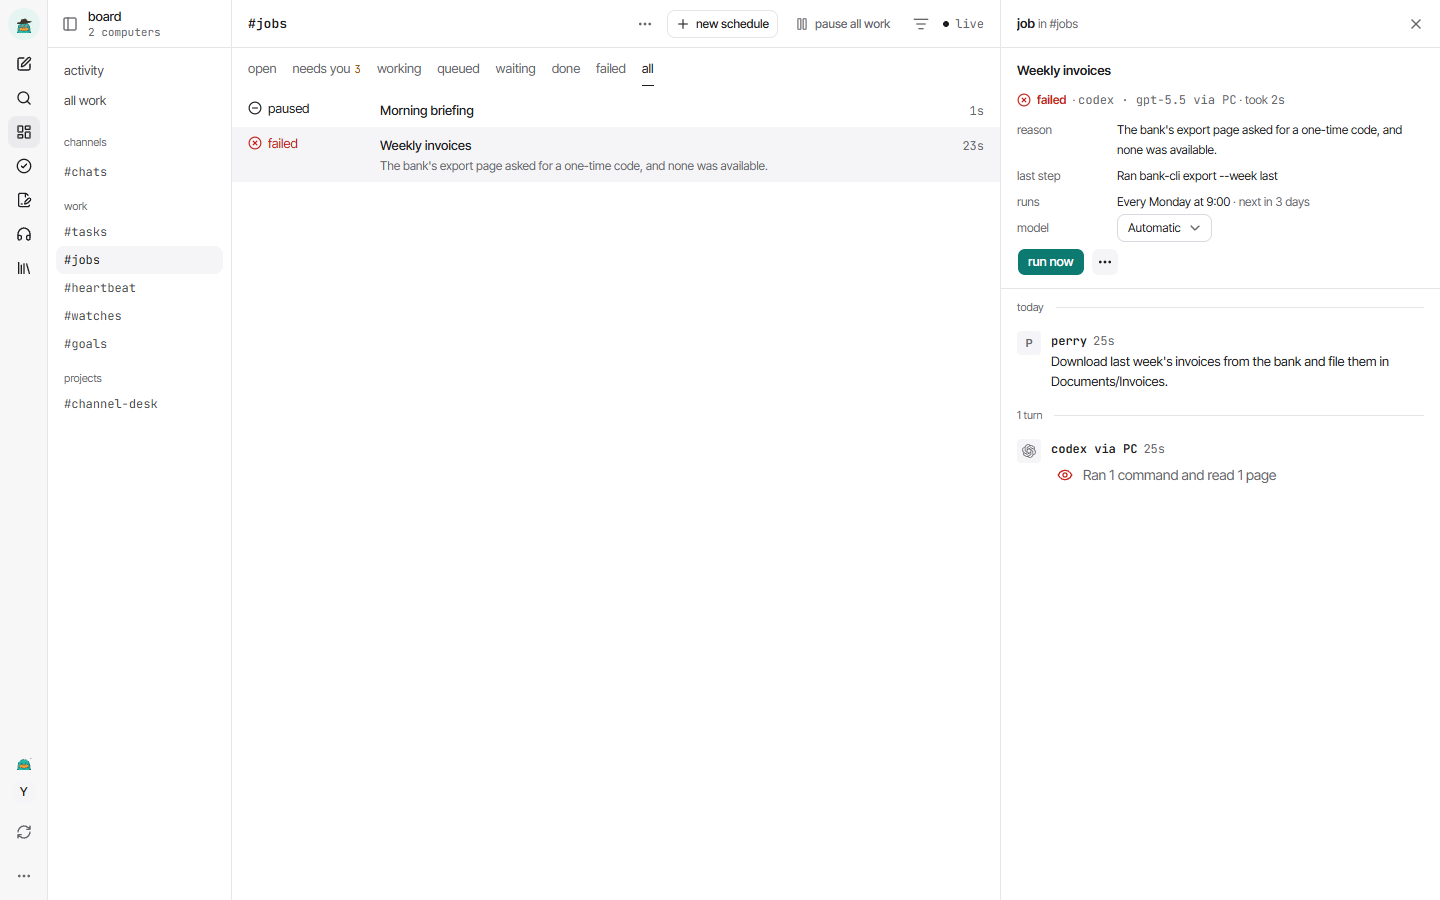 board
2 computers
activity
all work
channels
#chats
work
#tasks
#jobs
#heartbeat
#watches
#goals
projects
#channel-desk
Y
#jobs
new schedule
pause all work
live
open
needs you 3
working
queued
waiting
done
failed
all
paused
Morning briefing
1s
failed
Weekly invoices
23s
The bank's export page asked for a one-time code, and none was available.
job in #jobs
Weekly invoices
failed · codex · gpt-5.5 via PC · took 2s
reason
The bank's export page asked for a one-time code, and
none was available.
last step
Ran bank-cli export --week last
runs
Every Monday at 9:00 · next in 3 days
model
Automatic
run now
today
P
perry 25s
Download last week's invoices from the bank and file them in
Documents/Invoices.
1 turn
codex via PC 25s
Ran 1 command and read 1 page